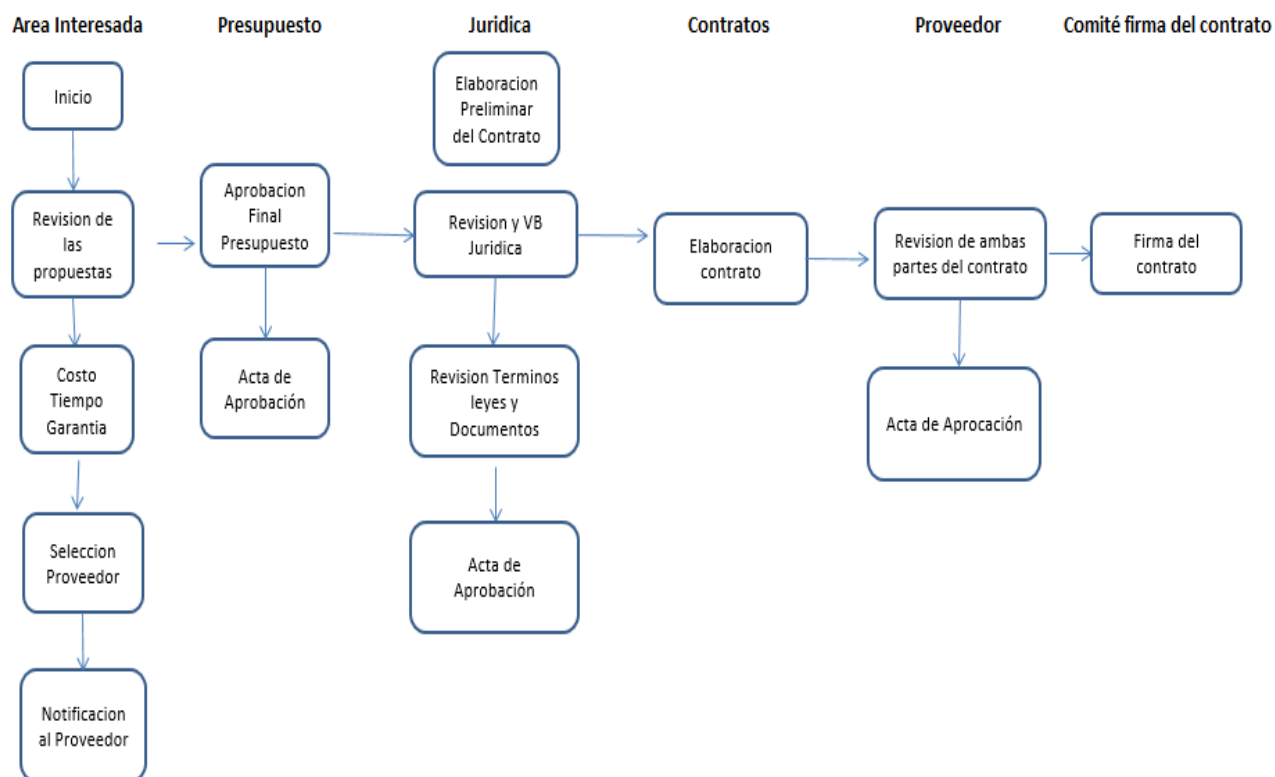 Area Interesada
Presupuesto
Juridica
Contratos
Proveedor
Comité firma del contrato
Inicio
Elaboracion
Preliminar
del Contrato
Revision de
las
propuestas
Aprobacion
Final
Presupuesto
Revision y VB
Juridica
Elaboracion
contrato
Revision de ambas
partes del contrato
Firma del
contrato
Costo
Tiempo
Garantia
Acta de
Aprobación
Revision Terminos
leyes y
Documentos
Acta de Aprocación
Seleccion
Proveedor
Acta de
Aprobación
Notificacion
al Proveedor